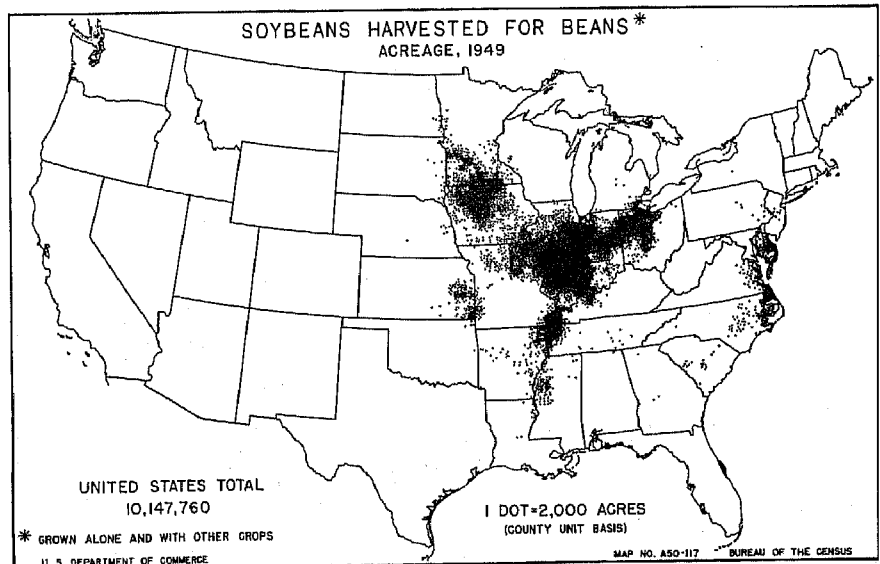 SOYBEANS HARVESTED FOR BEANS*
ACREAGE, 1949
UNITED STATES TOTAL
10,147,760
1 DOT=2,000 ACRES
(COUNTY UNIT BASIS)
* GROWN ALONE AND WITH OTHER CROPS
U. S. DEPARTMENT OF COMMERCE
MAP NO. A50-117 BUREAU OF THE CENSUS